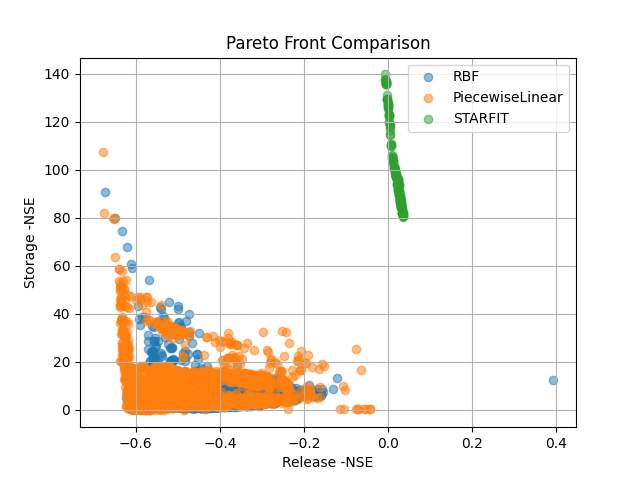 Pareto Front Comparison
RBF
PiecewiseLinear
STARFIT
Storage -NSE
140
120
100
80
60
40
20
0
−0.6
−0.4
−0.2
0.0
0.2
0.4
Release -NSE